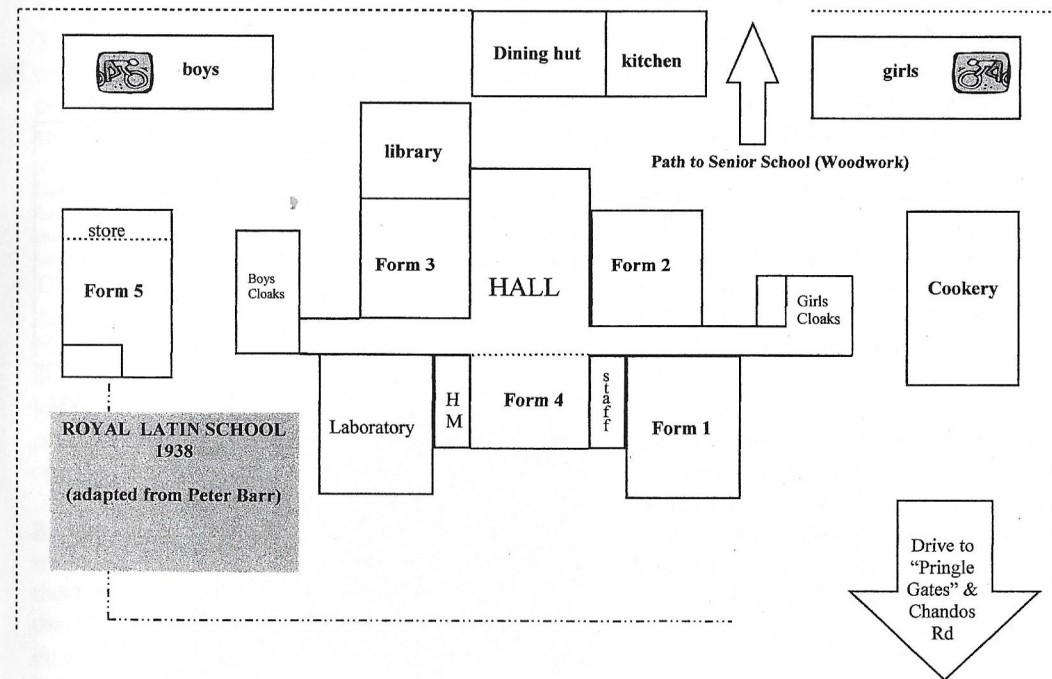 boys
Dining hut
kitchen
girls
library
Path to Senior School (Woodwork)
store
Form 5
Boys
Cloaks
Form 3
HALL
Form 2
Girls
Cloaks
Cookery
Laboratory
H
M
Form 4
s
t
a
f
f
Form 1
ROYAL LATIN SCHOOL
1938
(adapted from Peter Barr)
Drive to
“Pringle
Gates” &
Chandos
Rd